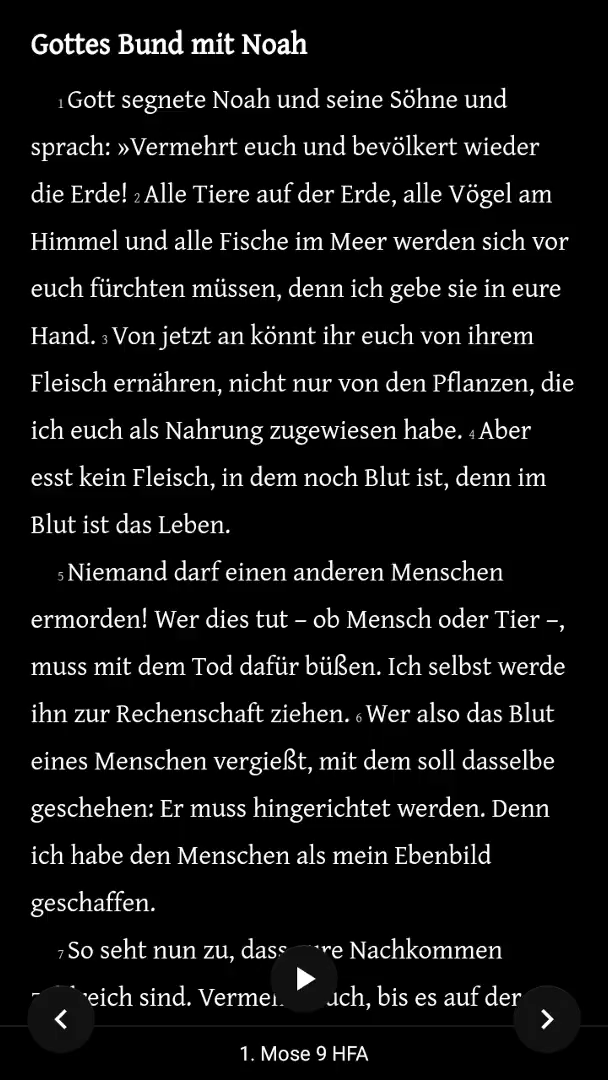 Gottes Bund mit Noah
1 Gott segnete Noah und seine Söhne und
sprach: »Vermehrt euch und bevölkert wieder
die Erde! 2 Alle Tiere auf der Erde, alle Vögel am
Himmel und alle Fische im Meer werden sich vor
euch fürchten müssen, denn ich gebe sie in eure
Hand. 3 Von jetzt an könnt ihr euch von ihrem
Fleisch ernähren, nicht nur von den Pflanzen, die
ich euch als Nahrung zugewiesen habe. 4 Aber
esst kein Fleisch, in dem noch Blut ist, denn im
Blut ist das Leben.
5 Niemand darf einen anderen Menschen
ermorden! Wer dies tut – ob Mensch oder Tier –,
muss mit dem Tod dafür büßen. Ich selbst werde
ihn zur Rechenschaft ziehen. 6 Wer also das Blut
eines Menschen vergießt, mit dem soll dasselbe
geschehen: Er muss hingerichtet werden. Denn
ich habe den Menschen als mein Ebenbild
geschaffen.
7 So seht nun zu, dass eure Nachkommen
sind. bis es auf der
1. Mose 9 HFA